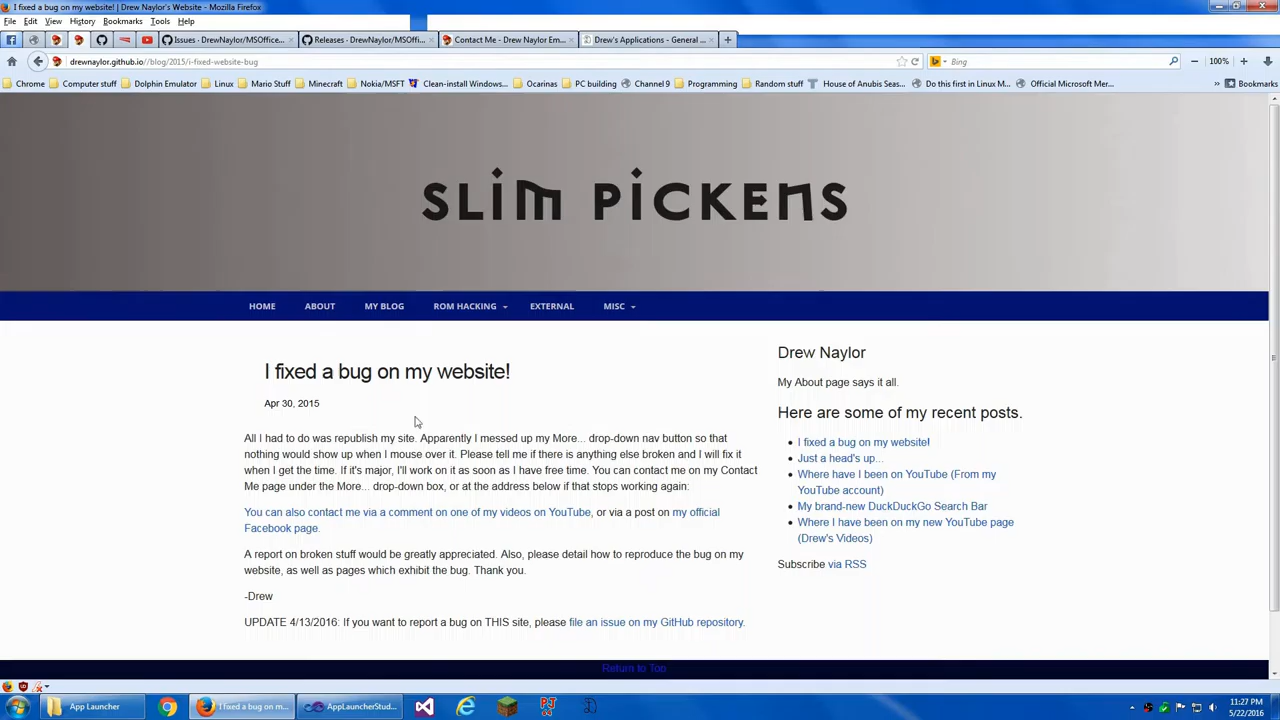 I fixed a bug on my website! | Drew Naylor's Website - Mozilla Firefox
File Edit View History Bookmarks Tools Help
Issues · DrewNaylor/MSOffice... × Releases · DrewNaylor/MSOffi... × Contact Me - Drew Naylor Em... × Drew's Applications - General ... × +
drewnaylor.github.io//blog/2015/i-fixed-website-bug Bing 100%
Chrome Computer stuff Dolphin Emulator Linux Mario Stuff Minecraft Nokia/MSFT Clean-install Windows... Ocarinas PC building Channel 9 Programming Random stuff House of Anubis Seas... Do this first in Linux M... Official Microsoft Mer... » Bookmarks
SLIM PICKENS
HOME ABOUT MY BLOG ROM HACKING EXTERNAL MISC
I fixed a bug on my website!
Apr 30, 2015
All I had to do was republish my site. Apparently I messed up my More... drop-down nav button so that
nothing would show up when I mouse over it. Please tell me if there is anything else broken and I will fix it
when I get the time. If it's major, I'll work on it as soon as I have free time. You can contact me on my Contact
Me page under the More... drop-down box, or at the address below if that stops working again:
You can also contact me via a comment on one of my videos on YouTube, or via a post on my official
Facebook page.
A report on broken stuff would be greatly appreciated. Also, please detail how to reproduce the bug on my
website, as well as pages which exhibit the bug. Thank you.
-Drew
UPDATE 4/13/2016: If you want to report a bug on THIS site, please file an issue on my GitHub repository.
Drew Naylor
My About page says it all.
Here are some of my recent posts.
I fixed a bug on my website!
Just a head's up...
Where have I been on YouTube (From my
YouTube account)
My brand-new DuckDuckGo Search Bar
Where I have been on my new YouTube page
(Drew's Videos)
Subscribe via RSS
Return to Top
App Launcher I fixed a bug on m... AppLauncherStud... 11:27 PM
5/22/2016